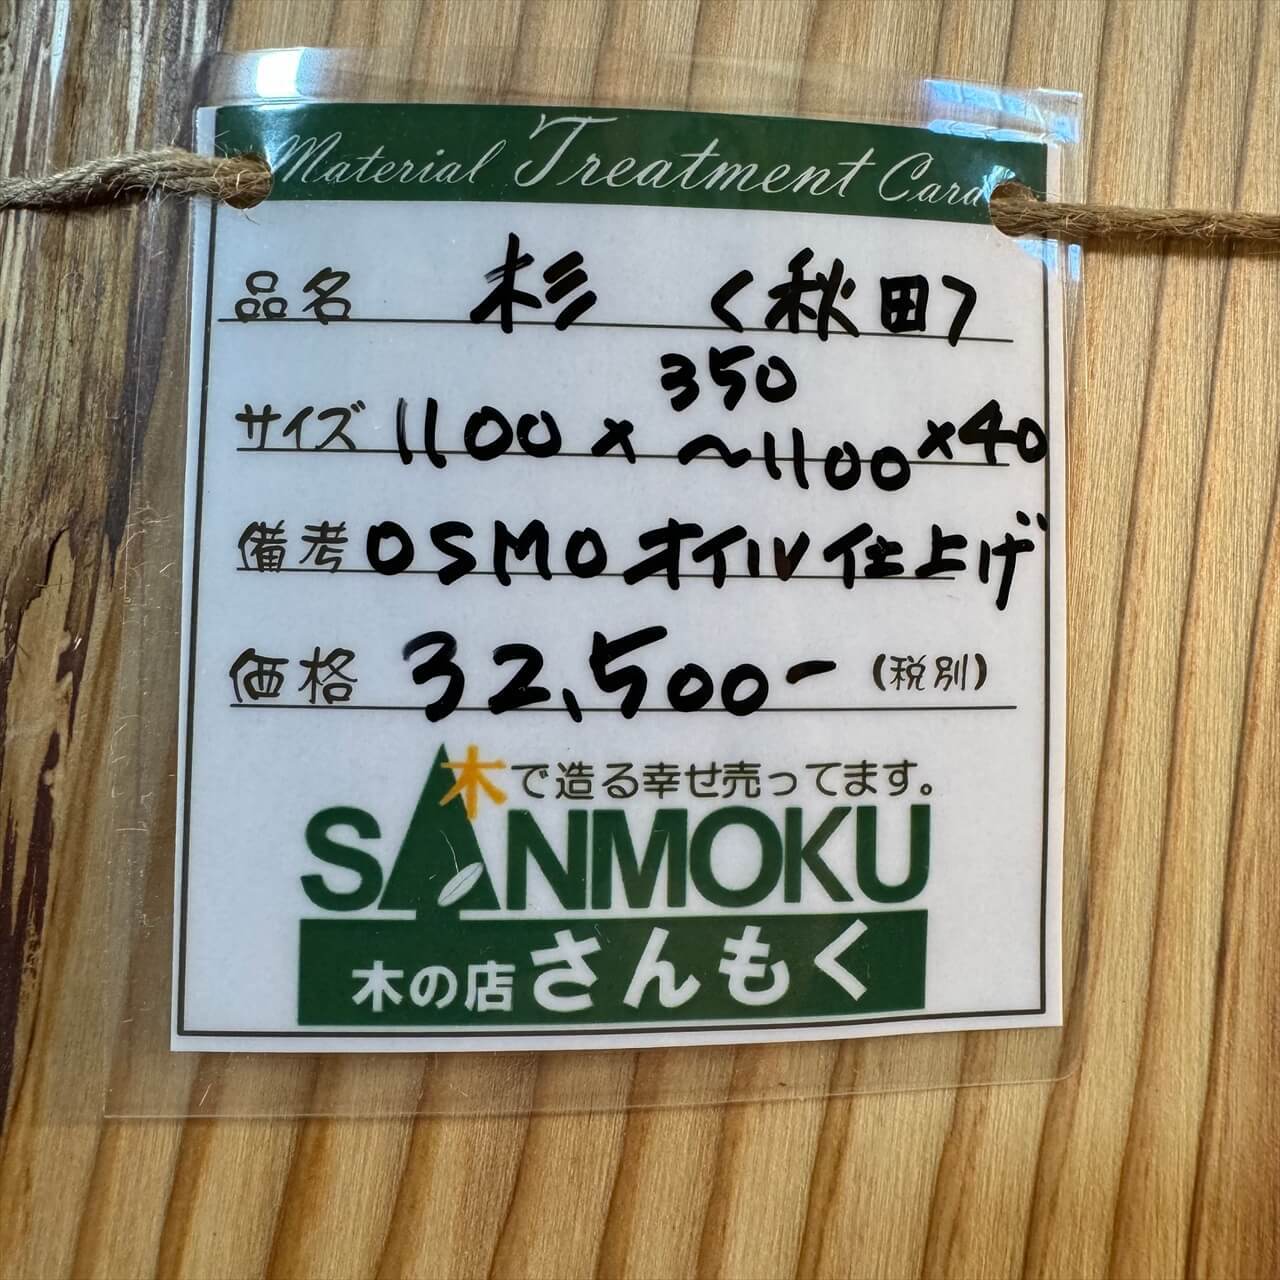 Material Treatment Card
品名 杉 〈秋田〉
サイズ 1100 x 350~1100 x 40
備考 OSMOオイル仕上げ
価格 32,500- (税別)
木で造る幸せ売ってます。
SANMOKU
木の店 さんもく